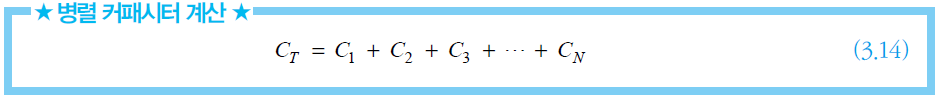 ★ 병렬 커패시터 계산 ★
C_T = C_1 + C_2 + C_3 + ⋯ + C_N (3.14)